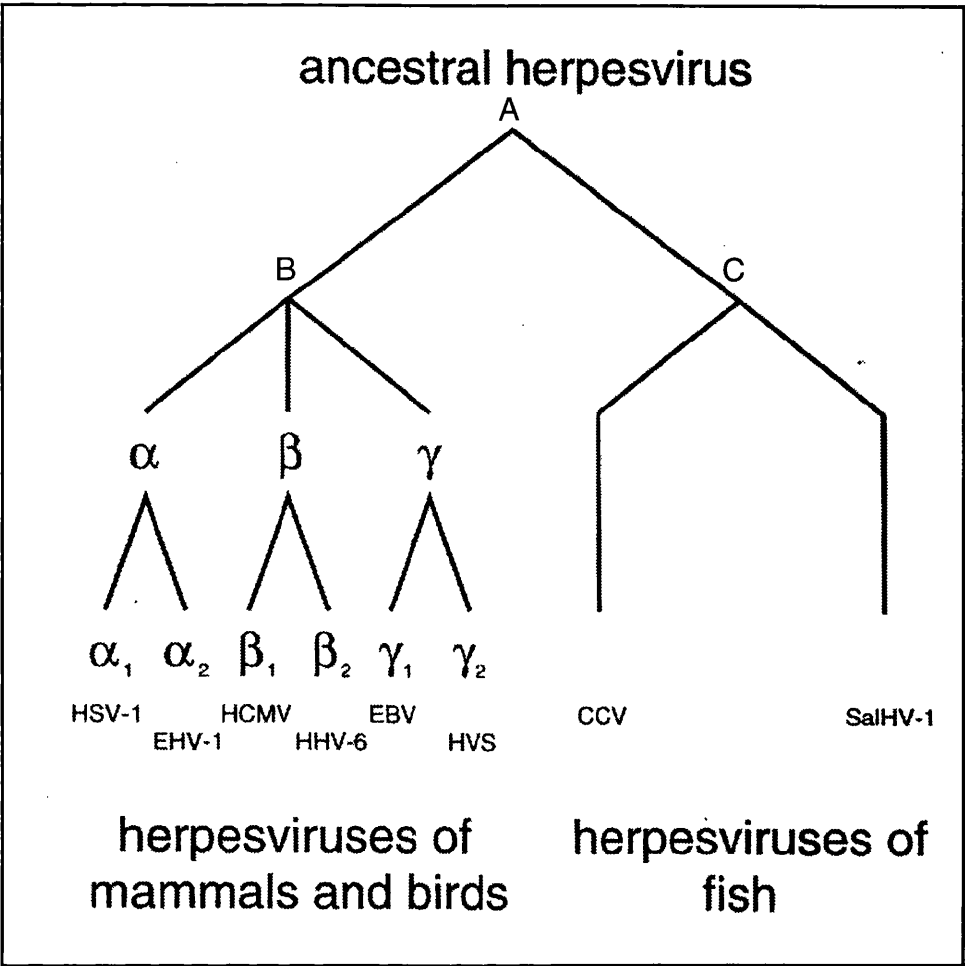 ancestral herpesvirus
A
B
C
α
β
γ
α₁ α₂ β₁ β₂ γ₁ γ₂
HSV-1 HCMV EBV CCV SalHV-1
EHV-1 HHV-6 HVS
herpesviruses of
mammals and birds
herpesviruses of
fish